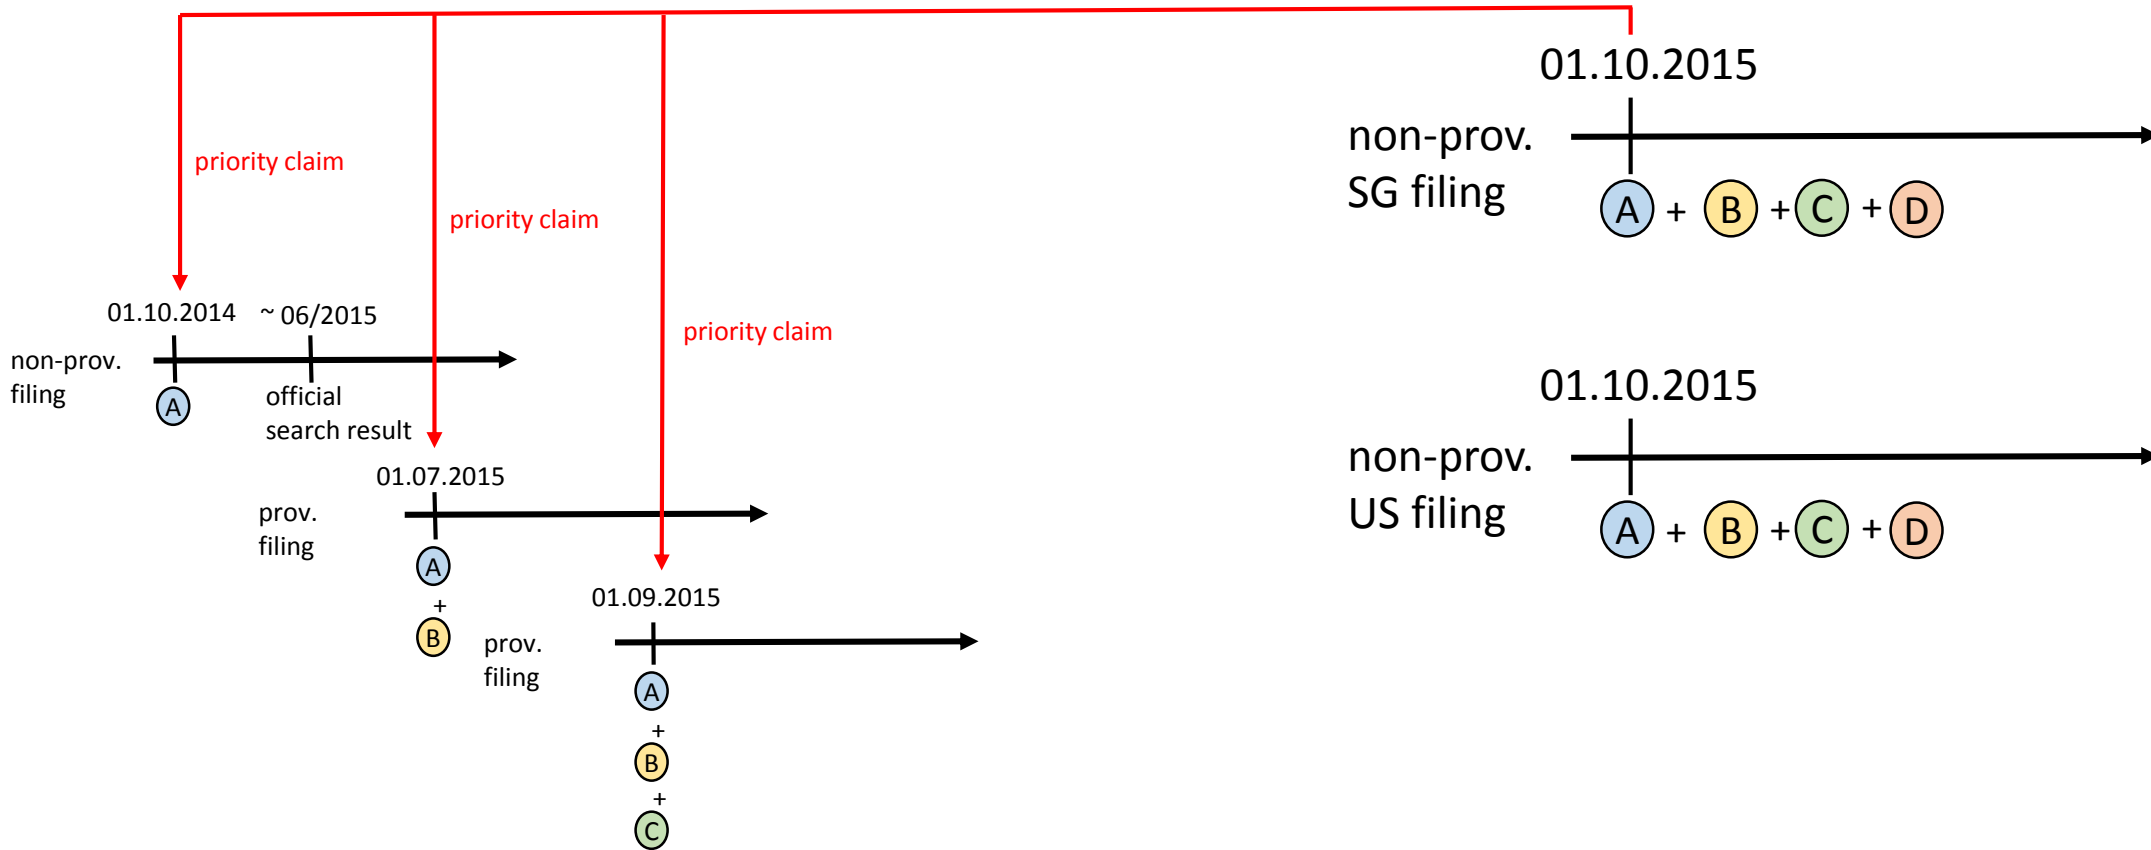 01.10.2015
non-prov.
SG filing
A + B + C + D
priority claim
priority claim
priority claim
01.10.2014 ~ 06/2015
non-prov.
filing
A
official
search result
01.10.2015
non-prov.
US filing
A + B + C + D
01.07.2015
prov.
filing
A
+
B
01.09.2015
prov.
filing
A
+
B
+
C